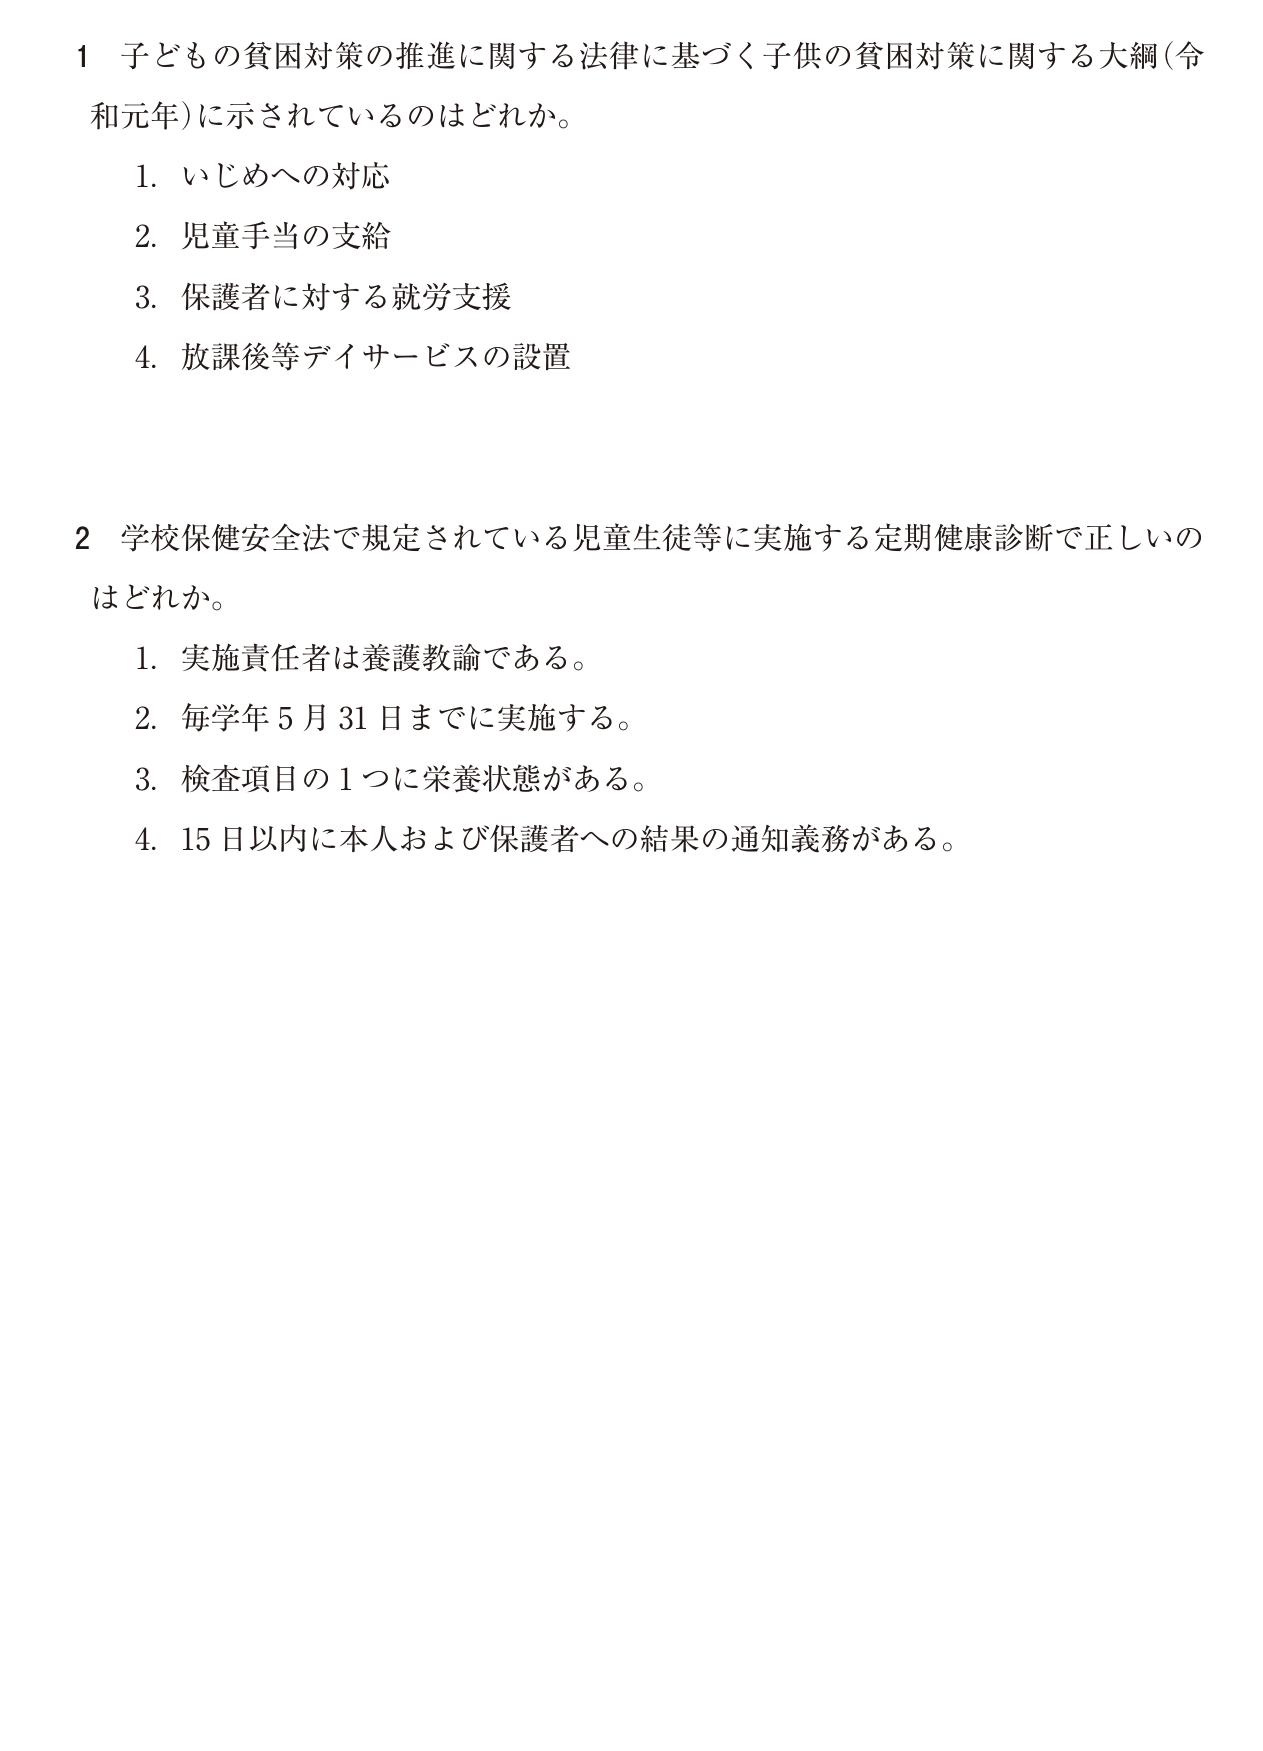 1 子どもの貧困対策の推進に関する法律に基づく子供の貧困対策に関する大綱(令
和元年)に示されているのはどれか。
1. いじめへの対応
2. 児童手当の支給
3. 保護者に対する就労支援
4. 放課後等デイサービスの設置
2 学校保健安全法で規定されている児童生徒等に実施する定期健康診断で正しいの
はどれか。
1. 実施責任者は養護教諭である。
2. 毎学年5月31日までに実施する。
3. 検査項目の1つに栄養状態がある。
4. 15日以内に本人および保護者への結果の通知義務がある。